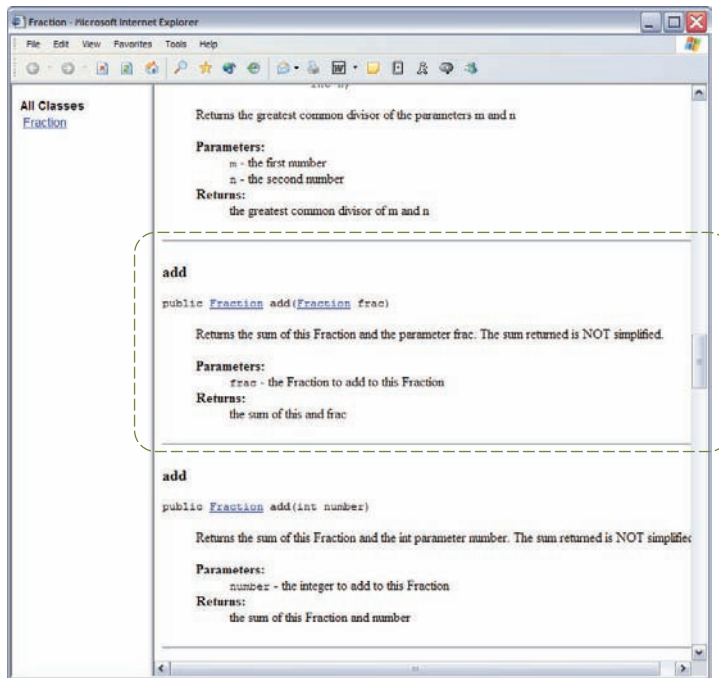 Fraction - Microsoft Internet Explorer
File Edit View Favorites Tools Help
All Classes
Fraction
Returns the greatest common divisor of the parameters m and n
Parameters:
m - the first number
n - the second number
Returns:
the greatest common divisor of m and n
add
public Fraction add(Fraction frac)
Returns the sum of this Fraction and the parameter frac. The sum returned is NOT simplified.
Parameters:
frac - the Fraction to add to this Fraction
Returns:
the sum of this and frac
add
public Fraction add(int number)
Returns the sum of this Fraction and the int parameter number. The sum returned is NOT simplified
Parameters:
number - the integer to add to this Fraction
Returns:
the sum of this Fraction and number